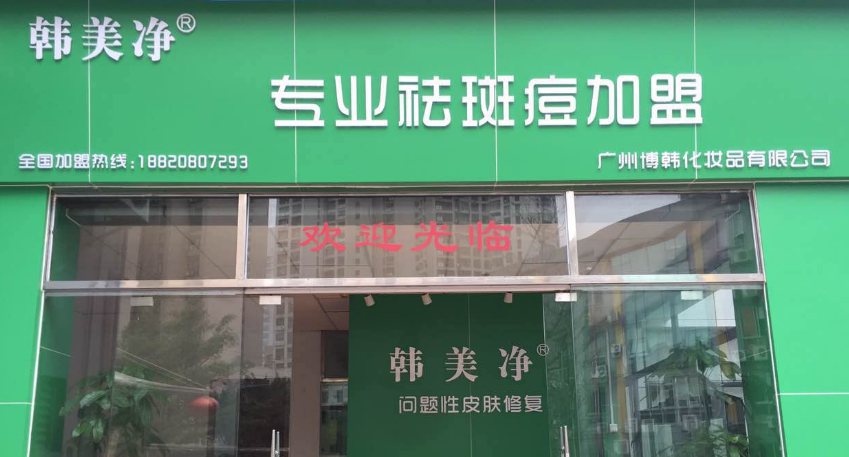 韩美净®
专业祛斑痘加盟
全国加盟热线:18820807293
广州博韩化妆品有限公司
欢迎光临
韩美净®
问题性皮肤修复